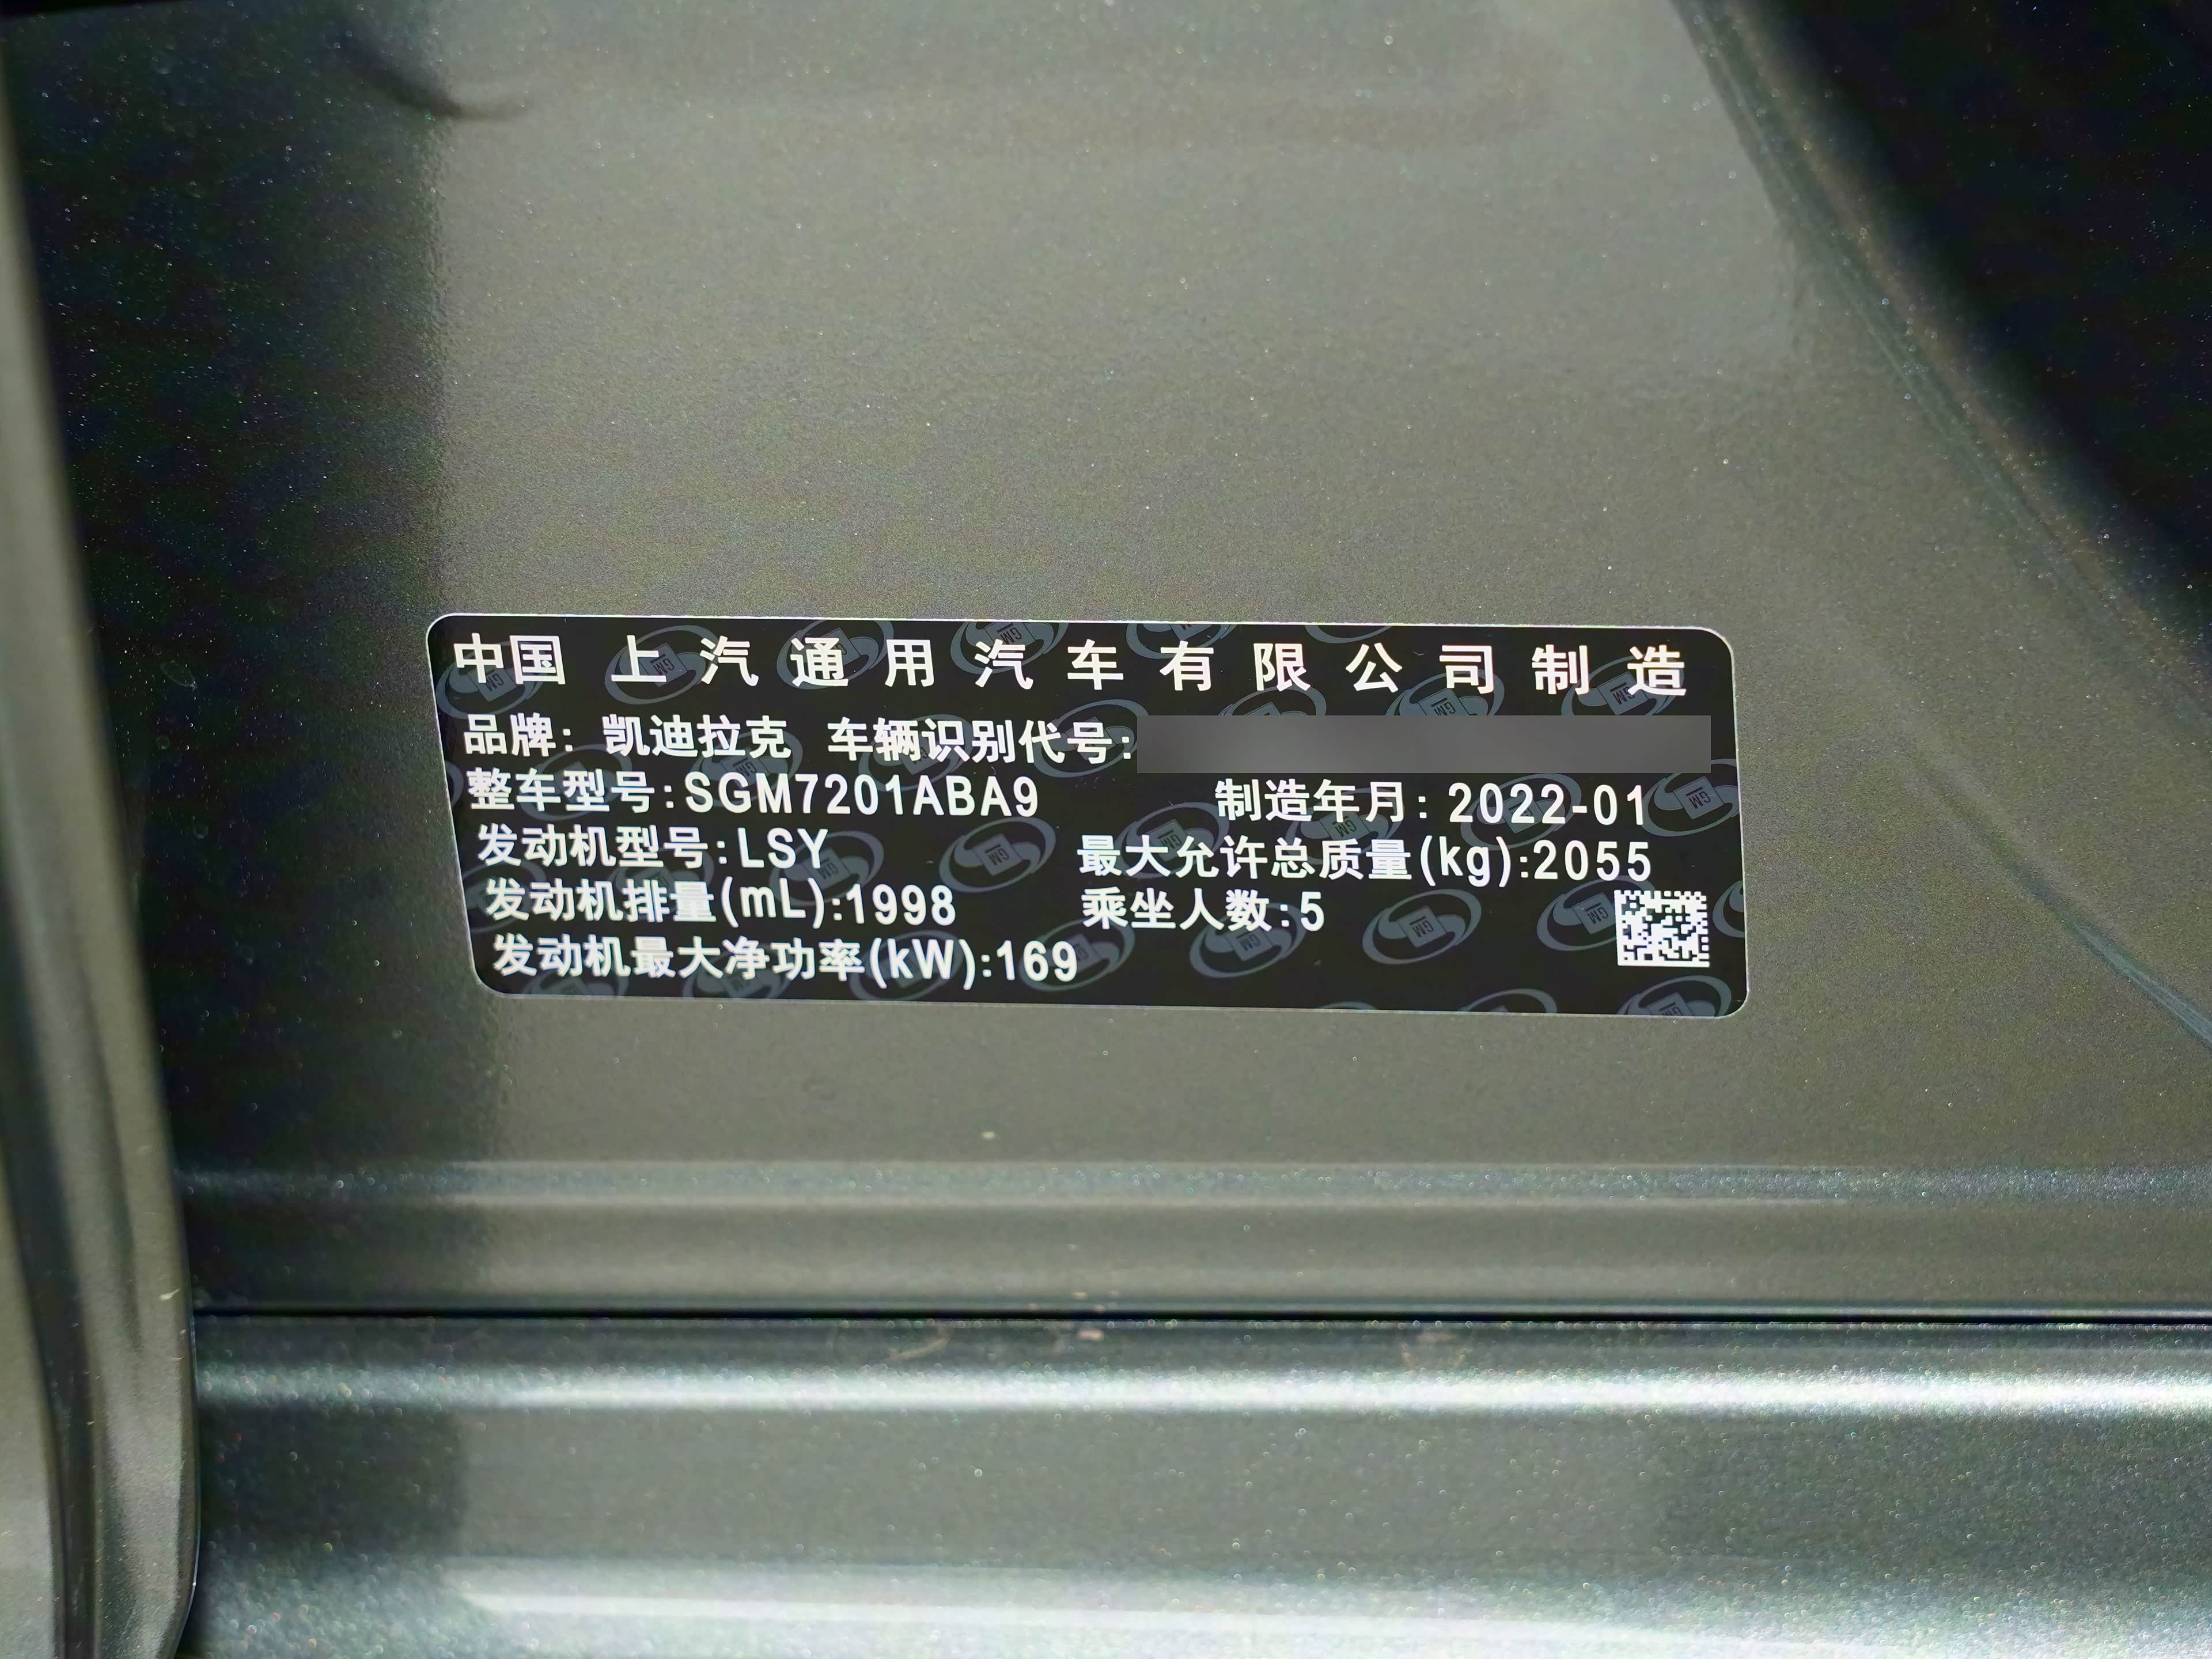 中国 上汽通用汽车有限公司制造
品牌: 凯迪拉克 车辆识别代号:
整车型号:SGM7201ABA9 制造年月: 2022-01
发动机型号:LSY 最大允许总质量(kg):2055
发动机排量(mL):1998 乘坐人数:5
发动机最大净功率(kW):169